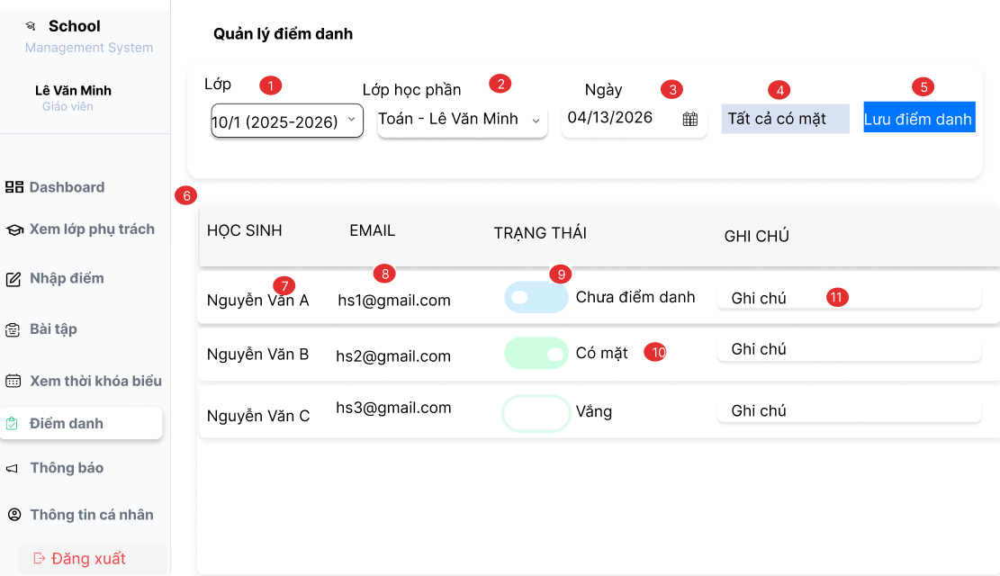 School
Management System
Lê Văn Minh
Giáo viên
Dashboard
Xem lớp phụ trách
Nhập điểm
Bài tập
Xem thời khóa biểu
Điểm danh
Thông báo
Thông tin cá nhân
Đăng xuất
Quản lý điểm danh
Lớp 1
10/1 (2025-2026)
Lớp học phần 2
Toán - Lê Văn Minh
Ngày 3
04/13/2026
4
Tất cả có mặt
5
Lưu điểm danh
6
HỌC SINH EMAIL TRẠNG THÁI GHI CHÚ
7 8 9
Nguyễn Văn A hs1@gmail.com Chưa điểm danh Ghi chú 11
Nguyễn Văn B hs2@gmail.com Có mặt 10 Ghi chú
Nguyễn Văn C hs3@gmail.com Vắng Ghi chú